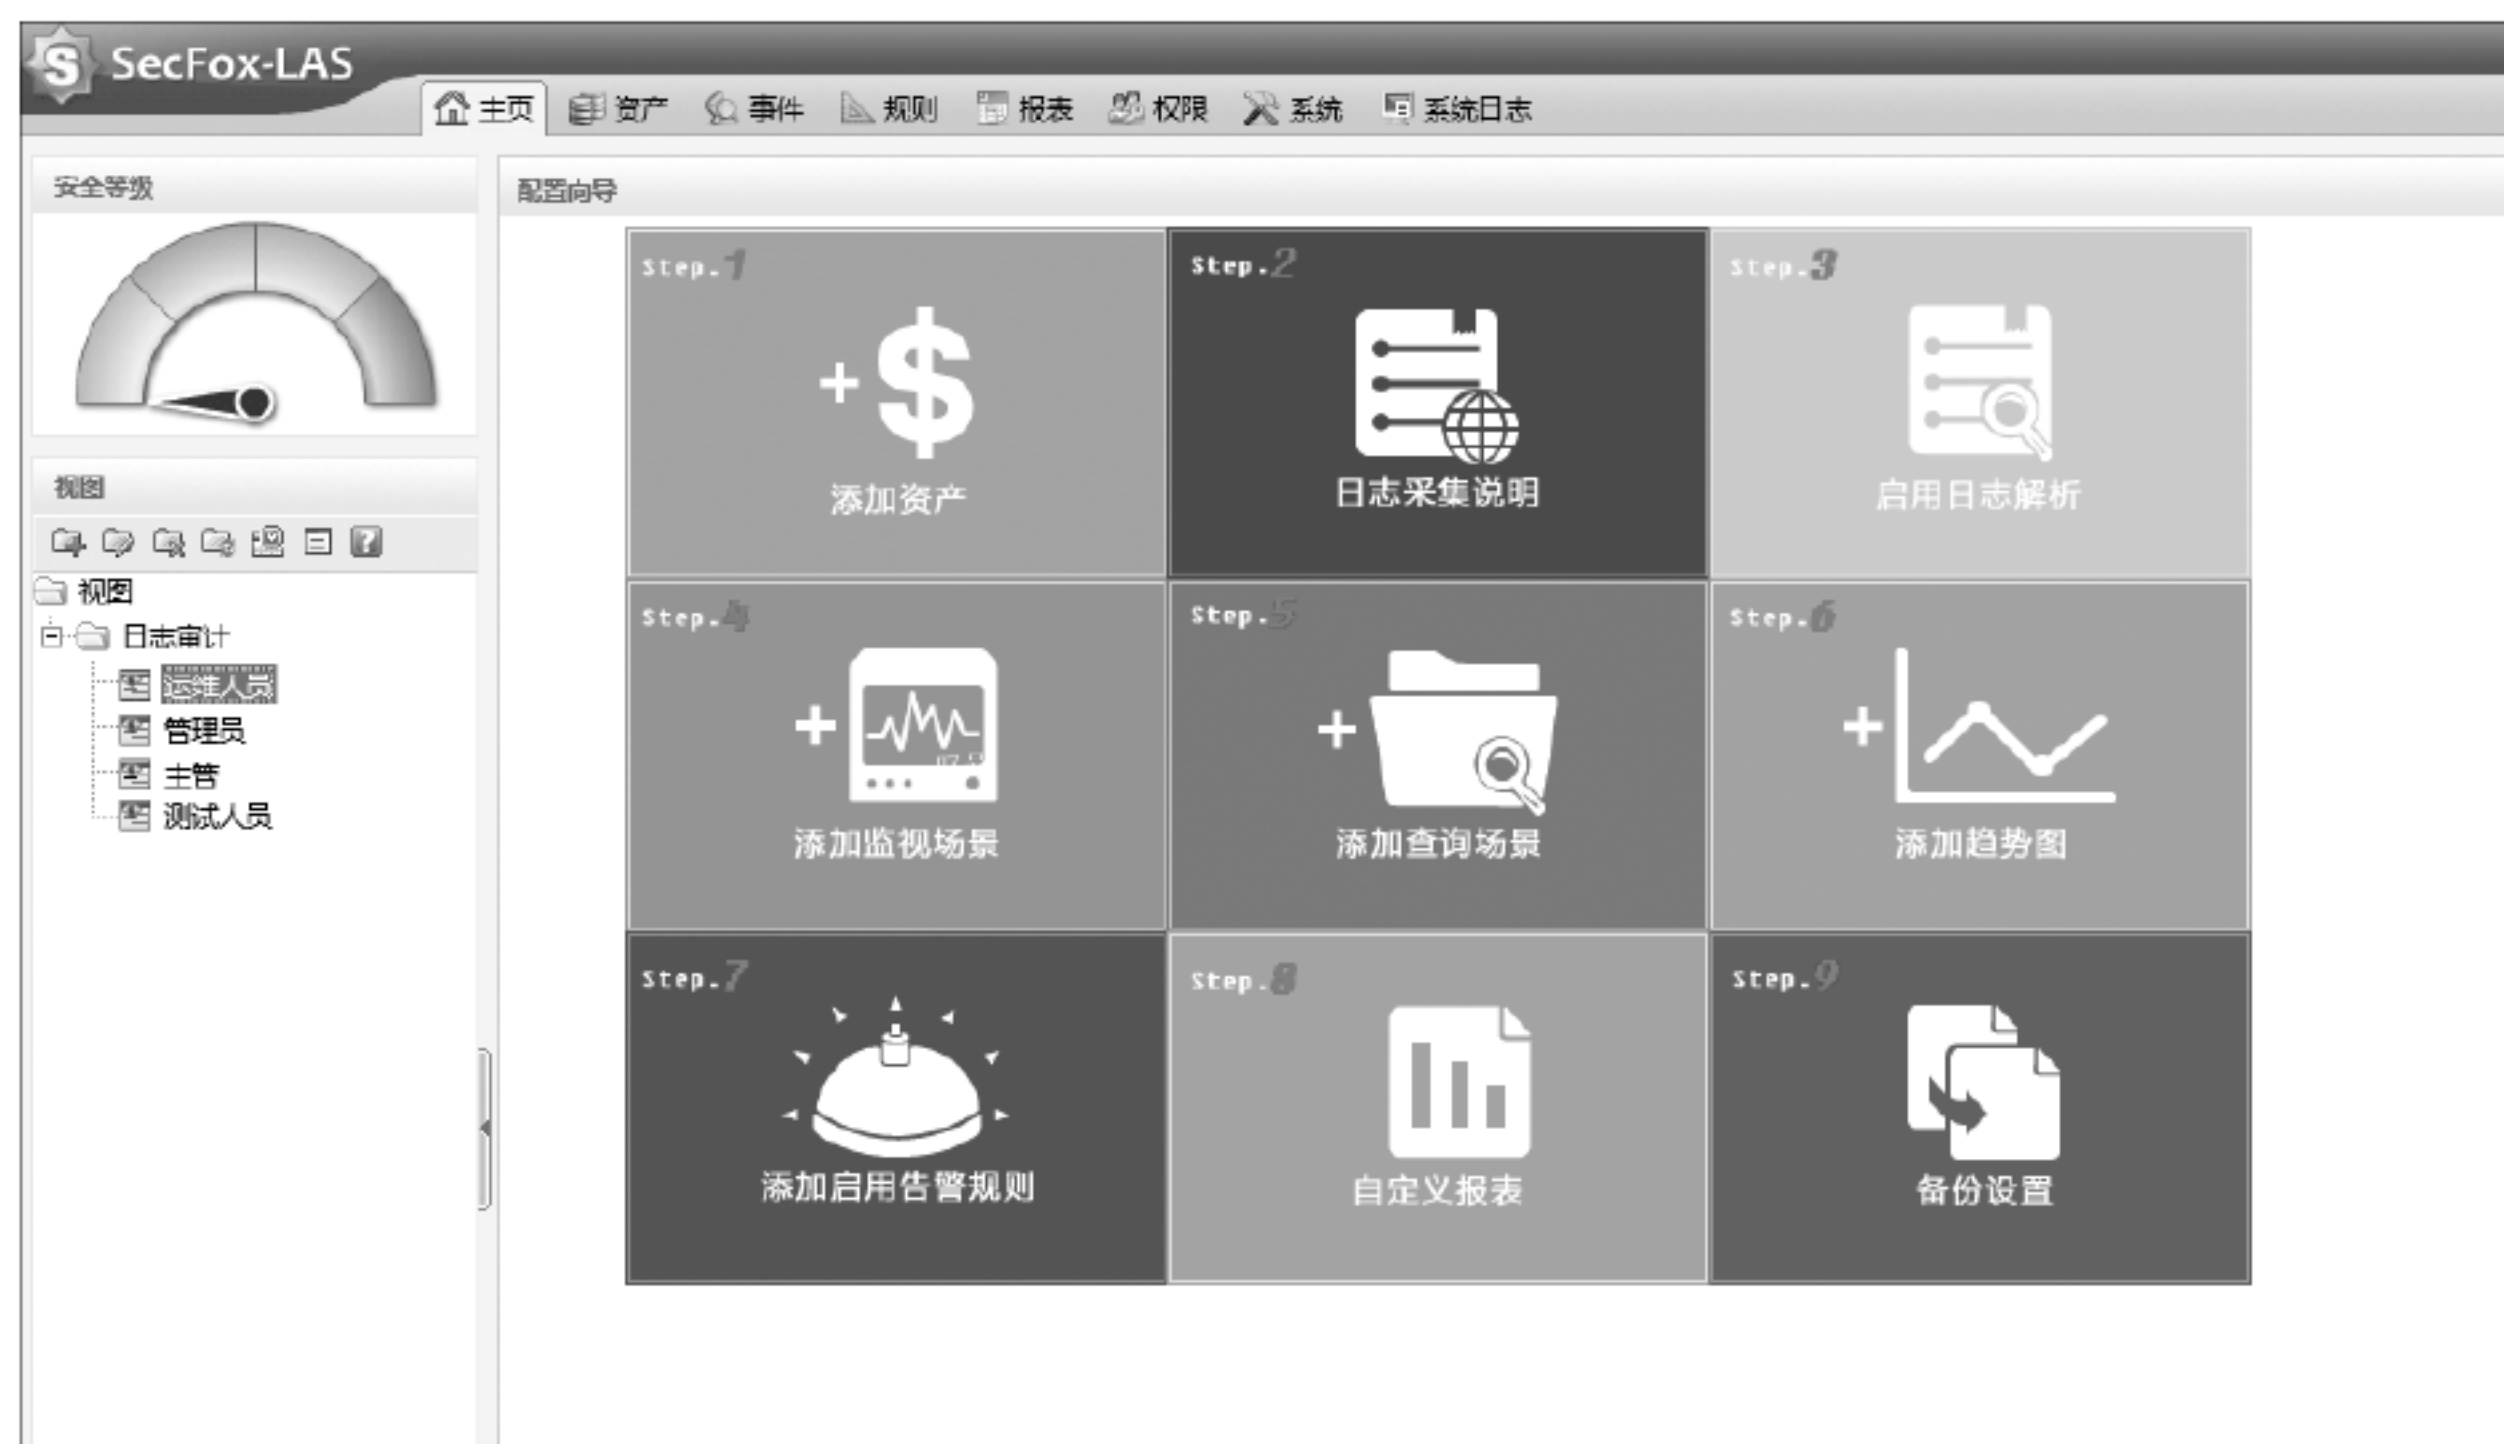 SecFox-LAS
主页 资产 事件 规则 报表 权限 系统 系统日志
安全等级
视图
视图
日志审计
运维人员
管理员
主管
测试人员
配置向导
Step.1
添加资产
Step.2
日志采集说明
Step.3
启用日志解析
Step.4
添加监视场景
Step.5
添加查询场景
Step.6
添加趋势图
Step.7
添加启用告警规则
Step.8
自定义报表
Step.9
备份设置